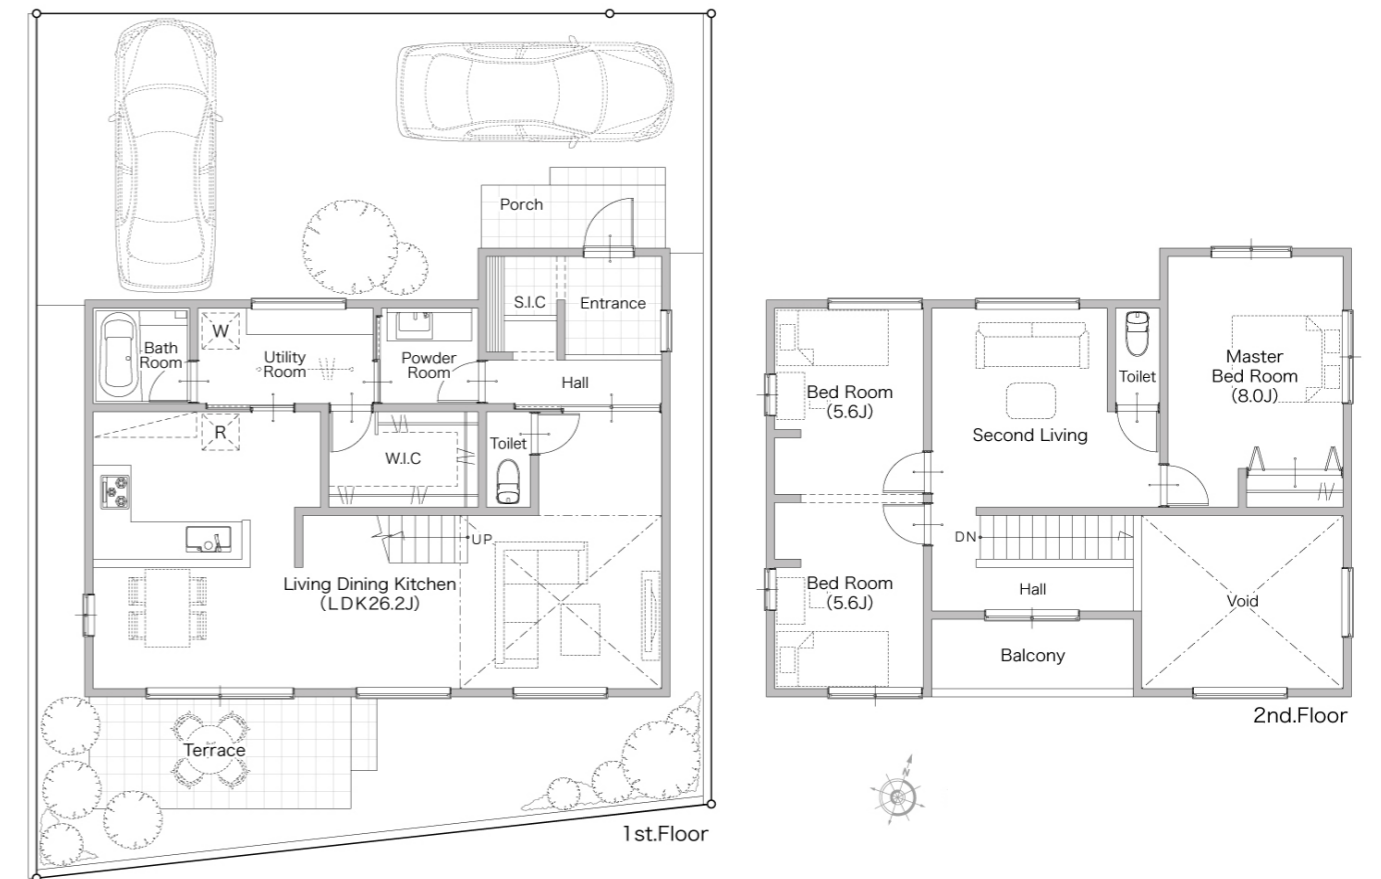 Porch
S.I.C
Entrance
W
Bath
Room
Utility
Room
Powder
Room
Hall
R
W.I.C
Toilet
UP
Living Dining Kitchen
(LDK26.2J)
Terrace
1st.Floor
Bed Room
(5.6J)
Second Living
Toilet
Master
Bed Room
(8.0J)
DN
Bed Room
(5.6J)
Hall
Void
Balcony
2nd.Floor
N